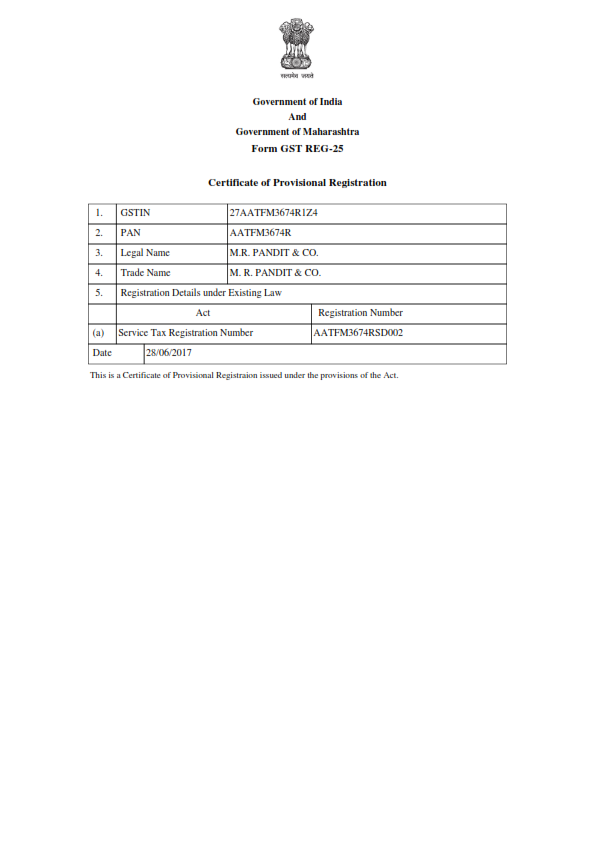 सत्यमेव जयते
Government of India
And
Government of Maharashtra
Form GST REG-25
Certificate of Provisional Registration
1. GSTIN 27AATFM3674R1Z4
2. PAN AATFM3674R
3. Legal Name M.R. PANDIT & CO.
4. Trade Name M. R. PANDIT & CO.
5. Registration Details under Existing Law
Act Registration Number
(a) Service Tax Registration Number AATFM3674RSD002
Date 28/06/2017
This is a Certificate of Provisional Registraion issued under the provisions of the Act.